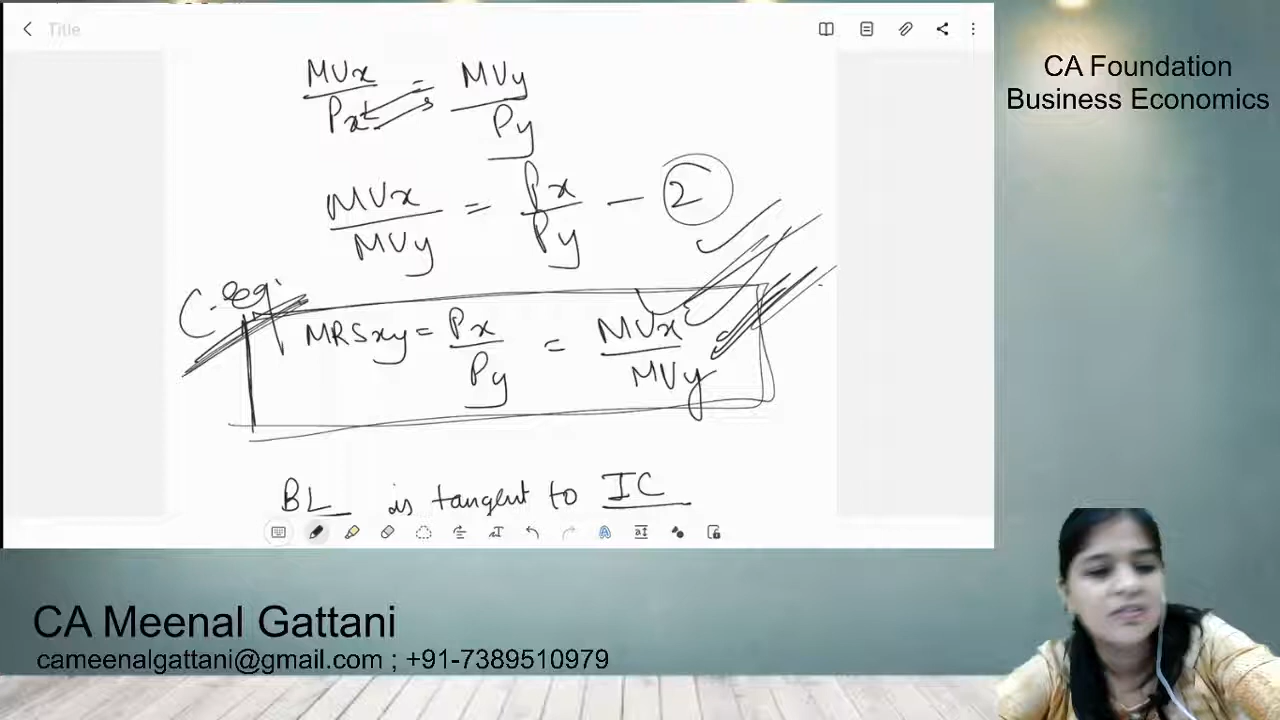 Title
CA Foundation
Business Economics
MUx/Px = MUy/Py
MUx/MUy = Px/Py - 2
C. eq.
MRSxy = Px/Py = MUx/MUy
BL is tangent to IC
CA Meenal Gattani
cameenalgattani@gmail.com ; +91-7389510979